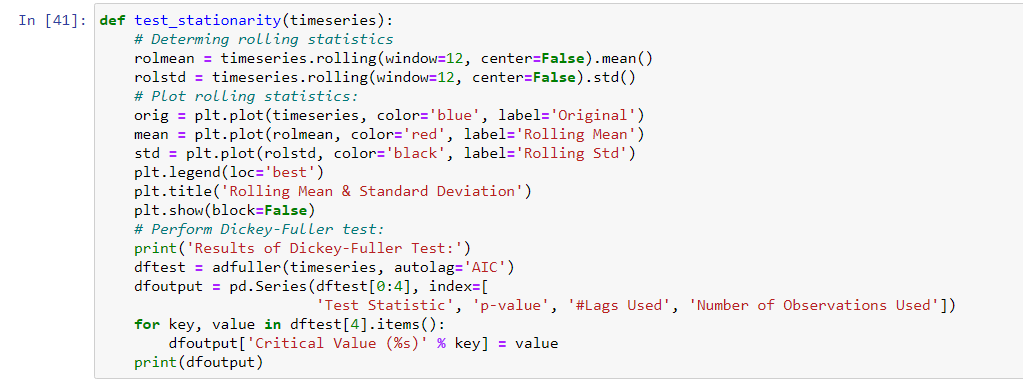 In [41]: def test_stationarity(timeseries):
    # Determing rolling statistics
    rolmean = timeseries.rolling(window=12, center=False).mean()
    rolstd = timeseries.rolling(window=12, center=False).std()
    # Plot rolling statistics:
    orig = plt.plot(timeseries, color='blue', label='Original')
    mean = plt.plot(rolmean, color='red', label='Rolling Mean')
    std = plt.plot(rolstd, color='black', label='Rolling Std')
    plt.legend(loc='best')
    plt.title('Rolling Mean & Standard Deviation')
    plt.show(block=False)
    # Perform Dickey-Fuller test:
    print('Results of Dickey-Fuller Test:')
    dftest = adfuller(timeseries, autolag='AIC')
    dfoutput = pd.Series(dftest[0:4], index=[
                         'Test Statistic', 'p-value', '#Lags Used', 'Number of Observations Used'])
    for key, value in dftest[4].items():
        dfoutput['Critical Value (%s)' % key] = value
    print(dfoutput)